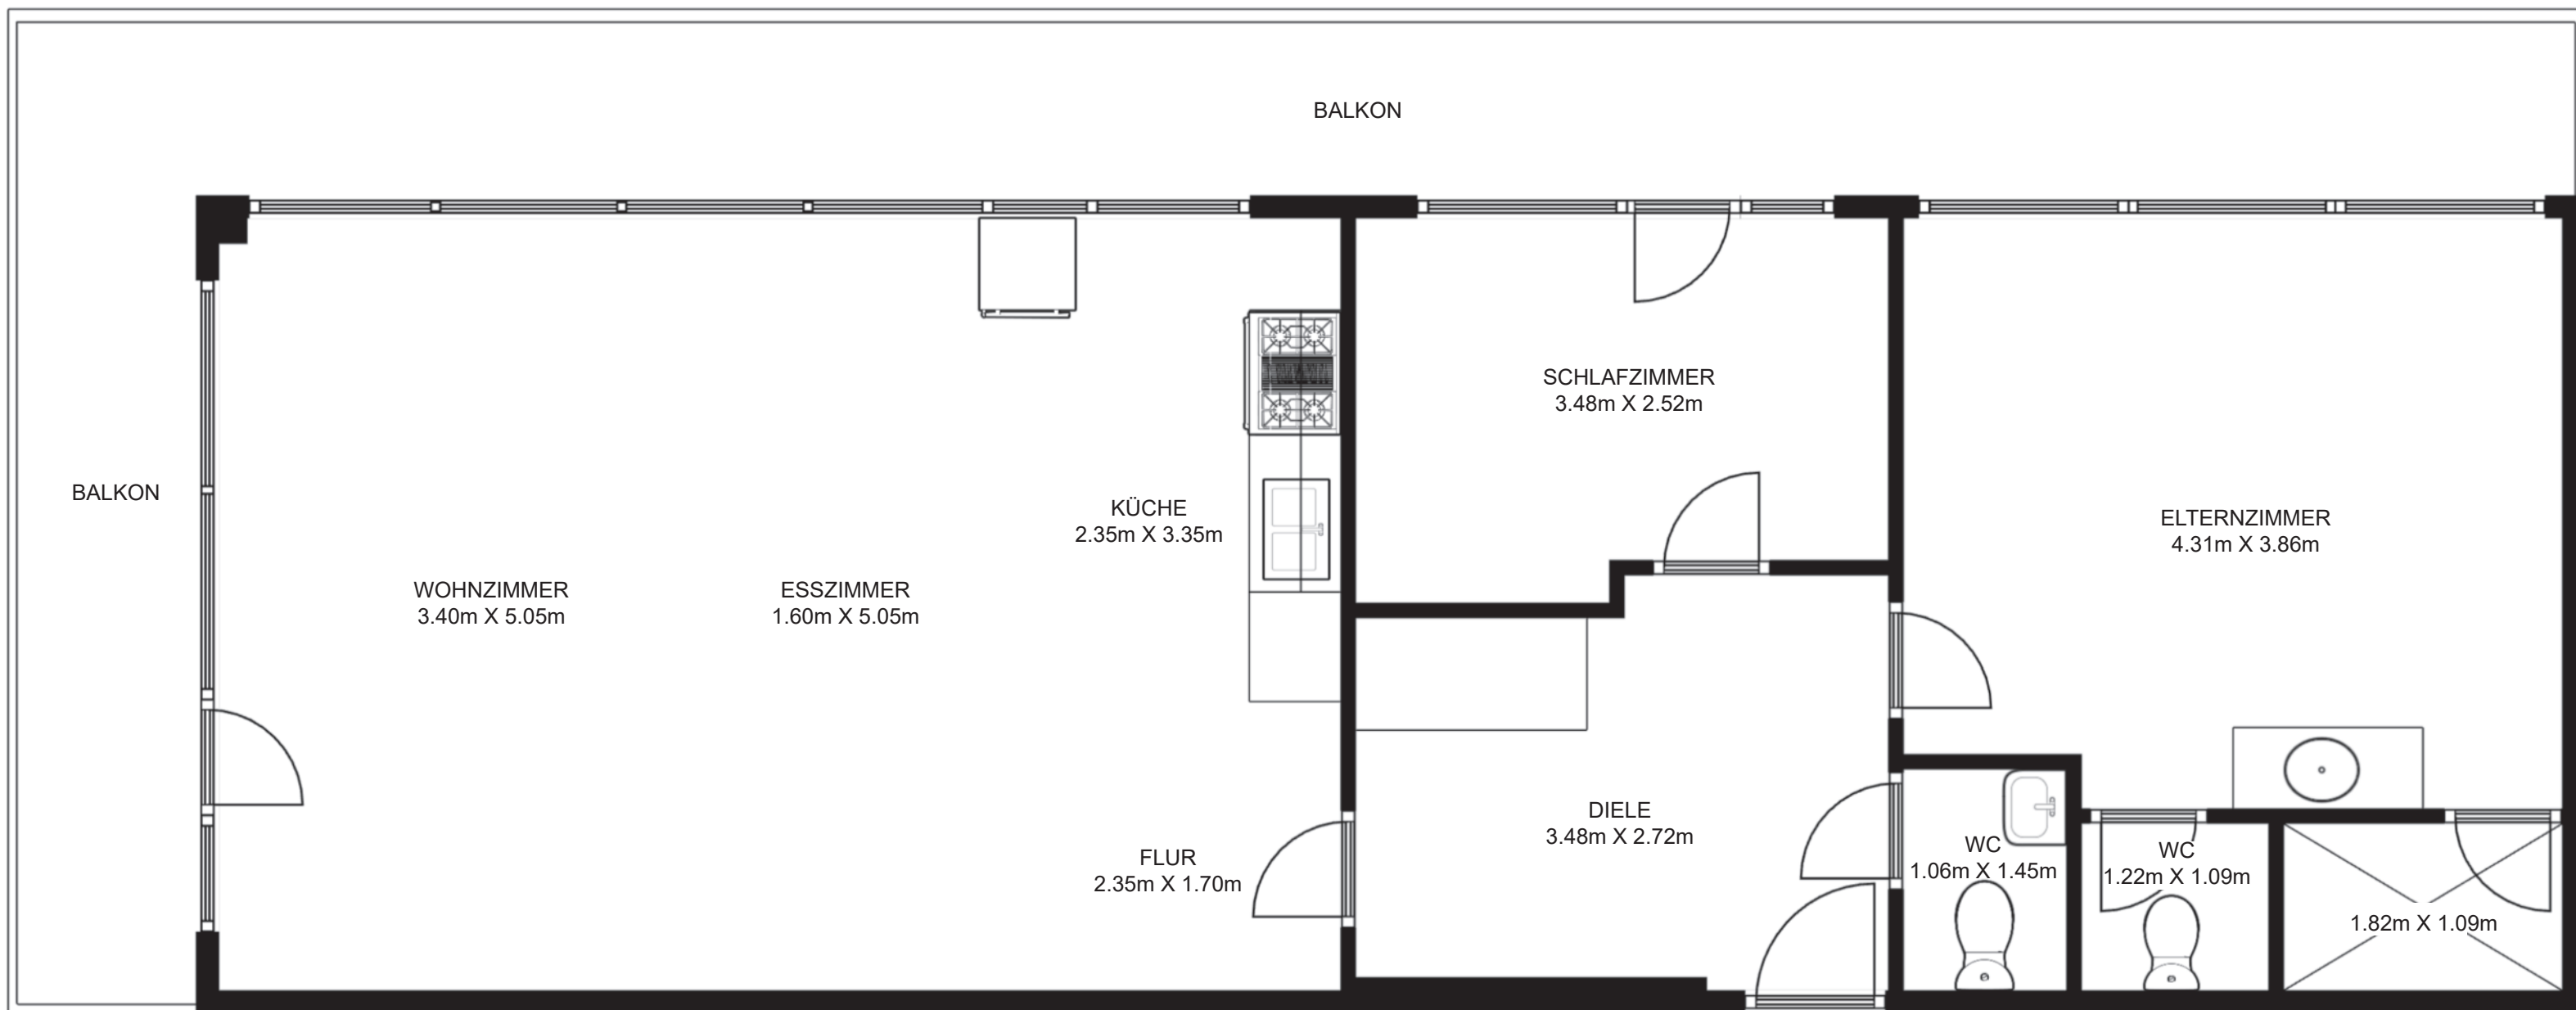 BALKON
BALKON
WOHNZIMMER
3.40m X 5.05m
ESSZIMMER
1.60m X 5.05m
KÜCHE
2.35m X 3.35m
FLUR
2.35m X 1.70m
SCHLAFZIMMER
3.48m X 2.52m
DIELE
3.48m X 2.72m
ELTERNZIMMER
4.31m X 3.86m
WC
1.06m X 1.45m
WC
1.22m X 1.09m
1.82m X 1.09m